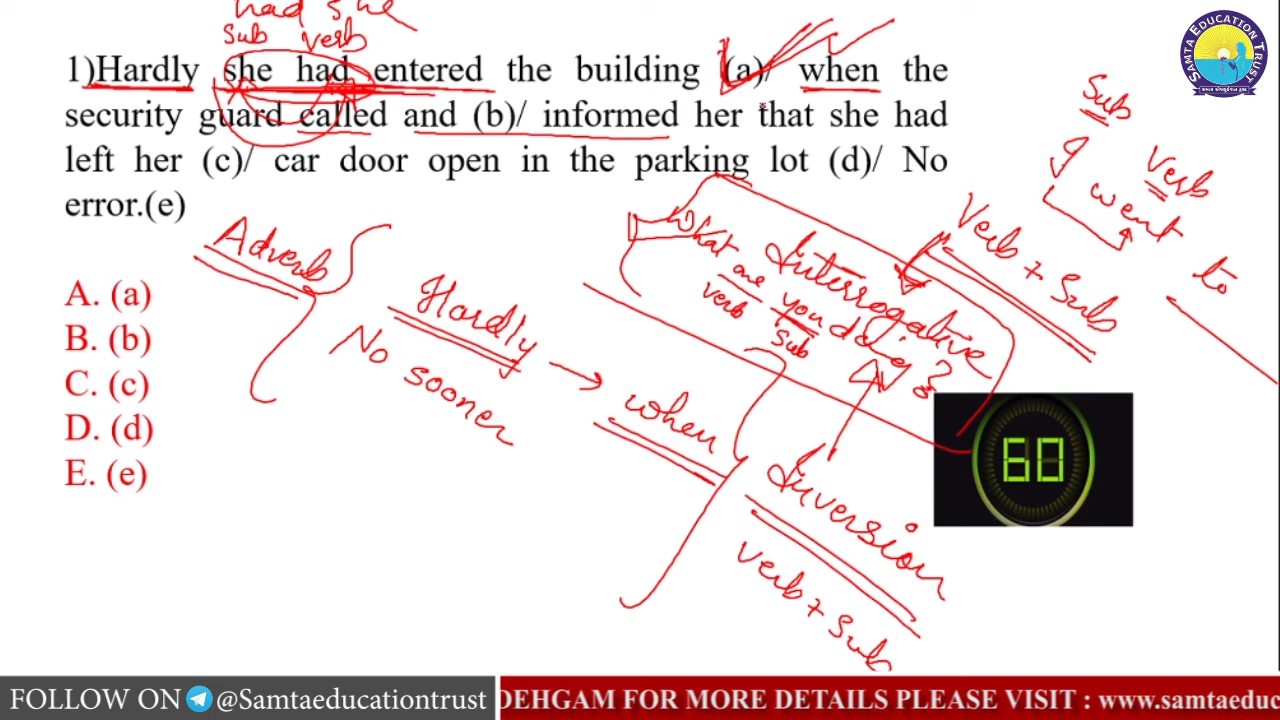 had she
Sub verb
1)Hardly she had entered the building (a)/ when the
security guard called and (b)/ informed her that she had
left her (c)/ car door open in the parking lot (d)/ No
error.(e)
A. (a)
B. (b)
C. (c)
D. (d)
E. (e)
Adverb
Hardly → when
No sooner
Interrogative
What are you doing?
verb Sub
Verb + Sub
Sub Verb
I went to
Inversion
verb + Sub
60
SAMTA EDUCATION TRUST
FOLLOW ON @Samtaeducationtrust
DEHGAM FOR MORE DETAILS PLEASE VISIT : www.samtaeduc